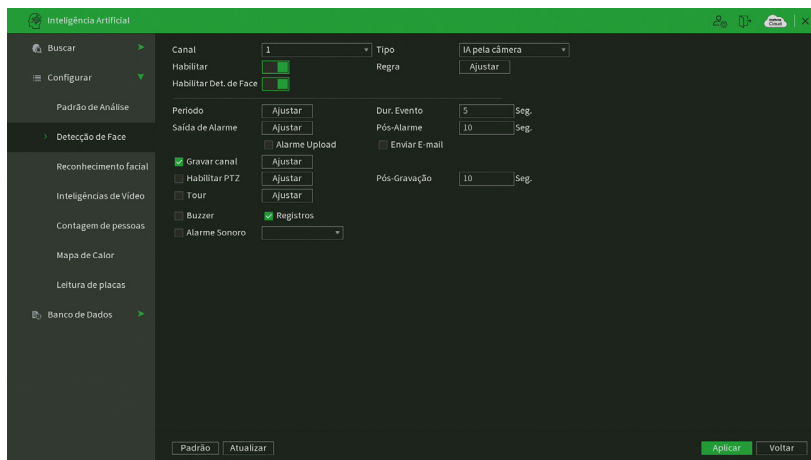 Inteligência Artificial
Cloud
Buscar
Configurar
Padrão de Análise
Detecção de Face
Reconhecimento facial
Inteligências de Vídeo
Contagem de pessoas
Mapa de Calor
Leitura de placas
Banco de Dados
Canal 1 Tipo IA pela câmera
Habilitar Regra Ajustar
Habilitar Det. de Face
Período Ajustar Dur. Evento 5 Seg.
Saída de Alarme Ajustar Pós-Alarme 10 Seg.
Alarme Upload Enviar E-mail
Gravar canal Ajustar
Habilitar PTZ Ajustar Pós-Gravação 10 Seg.
Tour Ajustar
Buzzer Registros
Alarme Sonoro
Padrão Atualizar Aplicar Voltar